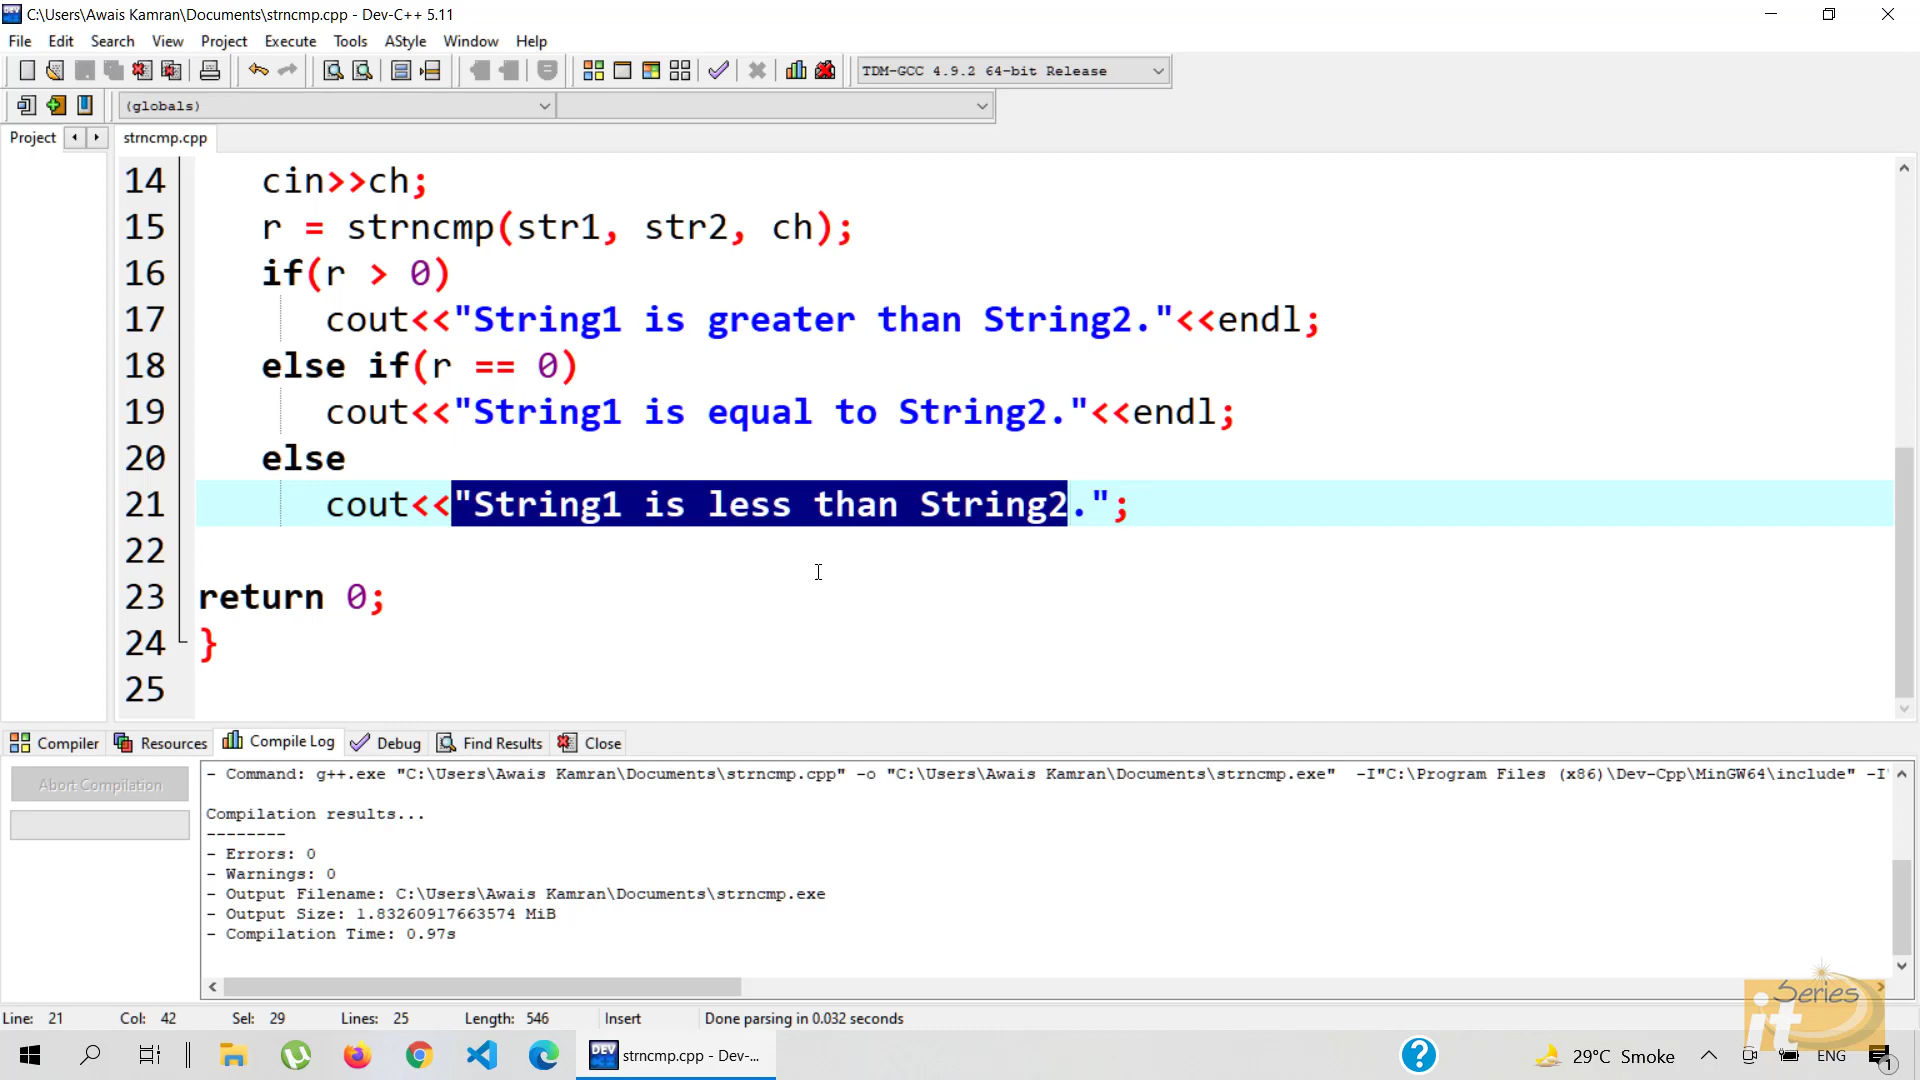 C:\Users\Awais Kamran\Documents\strncmp.cpp - Dev-C++ 5.11
File Edit Search View Project Execute Tools AStyle Window Help
TDM-GCC 4.9.2 64-bit Release
(globals)
Project strncmp.cpp
14 cin>>ch;
15 r = strncmp(str1, str2, ch);
16 if(r > 0)
17 cout<<"String1 is greater than String2."<<endl;
18 else if(r == 0)
19 cout<<"String1 is equal to String2."<<endl;
20 else
21 cout<<"String1 is less than String2.";
22
23 return 0;
24 }
25
Compiler Resources Compile Log Debug Find Results Close
Abort Compilation
- Command: g++.exe "C:\Users\Awais Kamran\Documents\strncmp.cpp" -o "C:\Users\Awais Kamran\Documents\strncmp.exe" -I"C:\Program Files (x86)\Dev-Cpp\MinGW64\include" -I"
Compilation results...
--------
- Errors: 0
- Warnings: 0
- Output Filename: C:\Users\Awais Kamran\Documents\strncmp.exe
- Output Size: 1.83260917663574 MiB
- Compilation Time: 0.97s
Series
it
Line: 21 Col: 42 Sel: 29 Lines: 25 Length: 546 Insert Done parsing in 0.032 seconds
DEV strncmp.cpp - Dev-... 29°C Smoke ENG 1